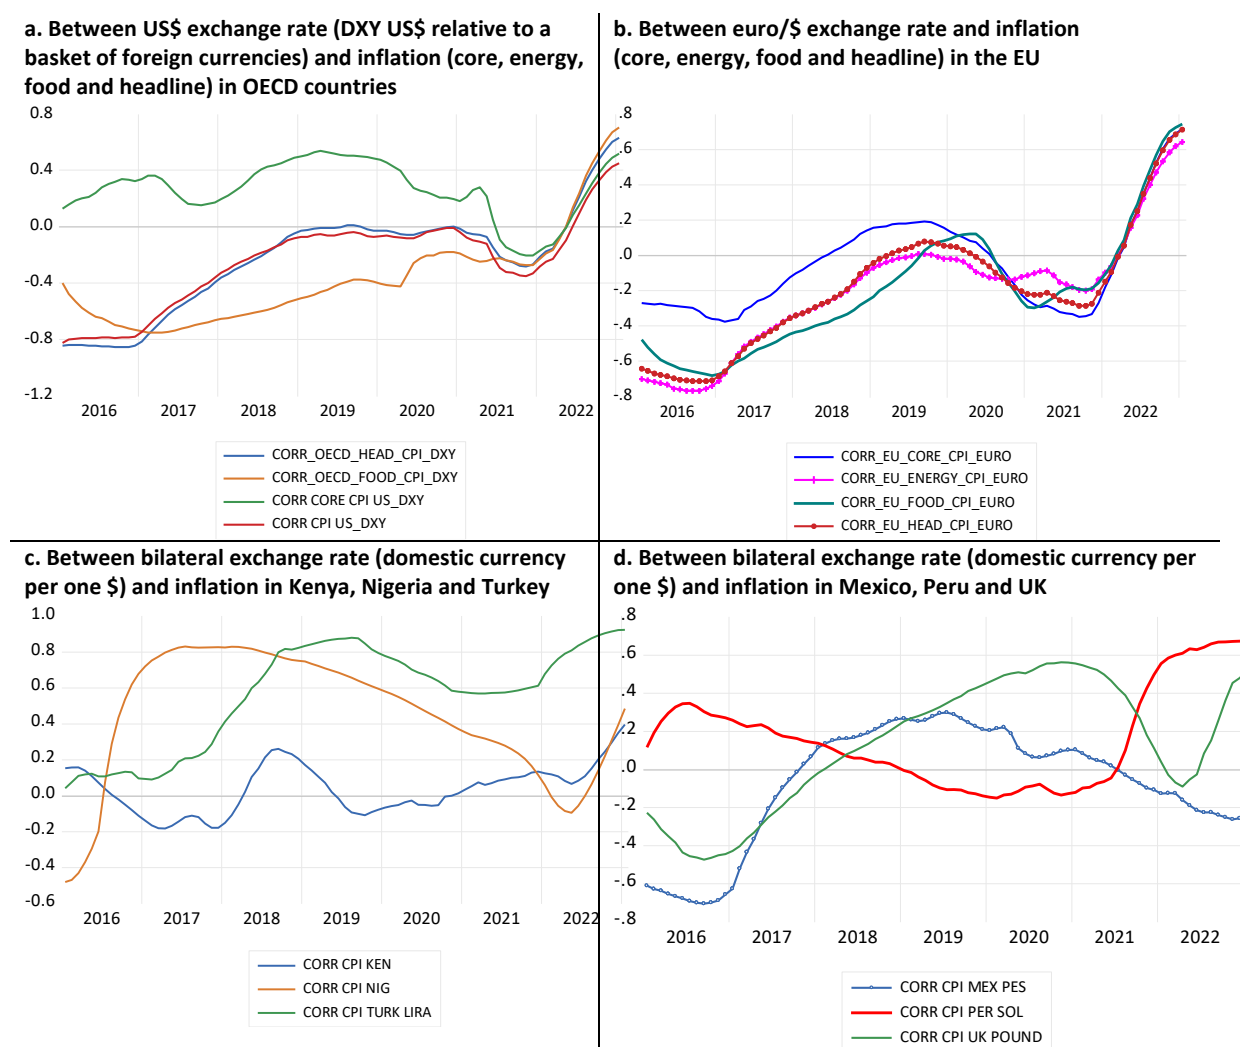 a. Between US$ exchange rate (DXY US$ relative to a
basket of foreign currencies) and inflation (core, energy,
food and headline) in OECD countries
0.8
0.4
0.0
-0.4
-0.8
-1.2
2016 2017 2018 2019 2020 2021 2022
CORR_OECD_HEAD_CPI_DXY
CORR_OECD_FOOD_CPI_DXY
CORR CORE CPI US_DXY
CORR CPI US_DXY
b. Between euro/$ exchange rate and inflation
(core, energy, food and headline) in the EU
.8
.6
.4
.2
.0
-.2
-.4
-.6
-.8
2016 2017 2018 2019 2020 2021 2022
CORR_EU_CORE_CPI_EURO
CORR_EU_ENERGY_CPI_EURO
CORR_EU_FOOD_CPI_EURO
CORR_EU_HEAD_CPI_EURO
c. Between bilateral exchange rate (domestic currency
per one $) and inflation in Kenya, Nigeria and Turkey
1.0
0.8
0.6
0.4
0.2
0.0
-0.2
-0.4
-0.6
2016 2017 2018 2019 2020 2021 2022
CORR CPI KEN
CORR CPI NIG
CORR CPI TURK LIRA
d. Between bilateral exchange rate (domestic currency per
one $) and inflation in Mexico, Peru and UK
.8
.6
.4
.2
.0
-.2
-.4
-.6
-.8
2016 2017 2018 2019 2020 2021 2022
CORR CPI MEX PES
CORR CPI PER SOL
CORR CPI UK POUND